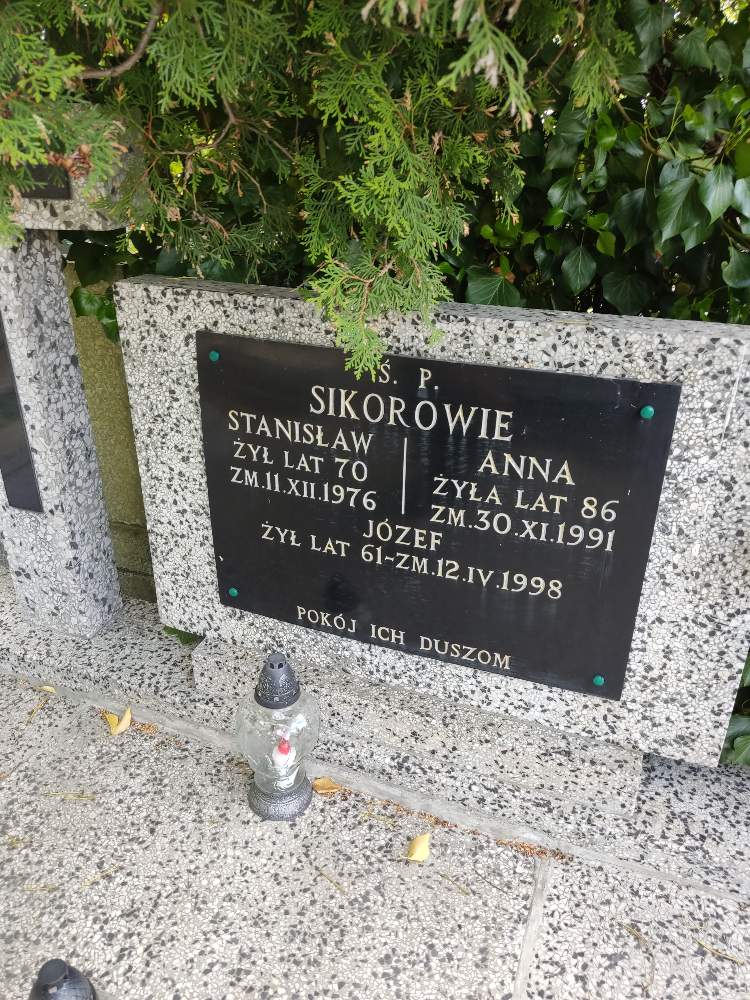 Ś. P.
SIKOROWIE
STANISŁAW
ŻYŁ LAT 70
ZM.11.XII.1976
ANNA
ŻYŁA LAT 86
ZM.30.XI.1991
JÓZEF
ŻYŁ LAT 61-ZM.12.IV.1998
POKÓJ ICH DUSZOM